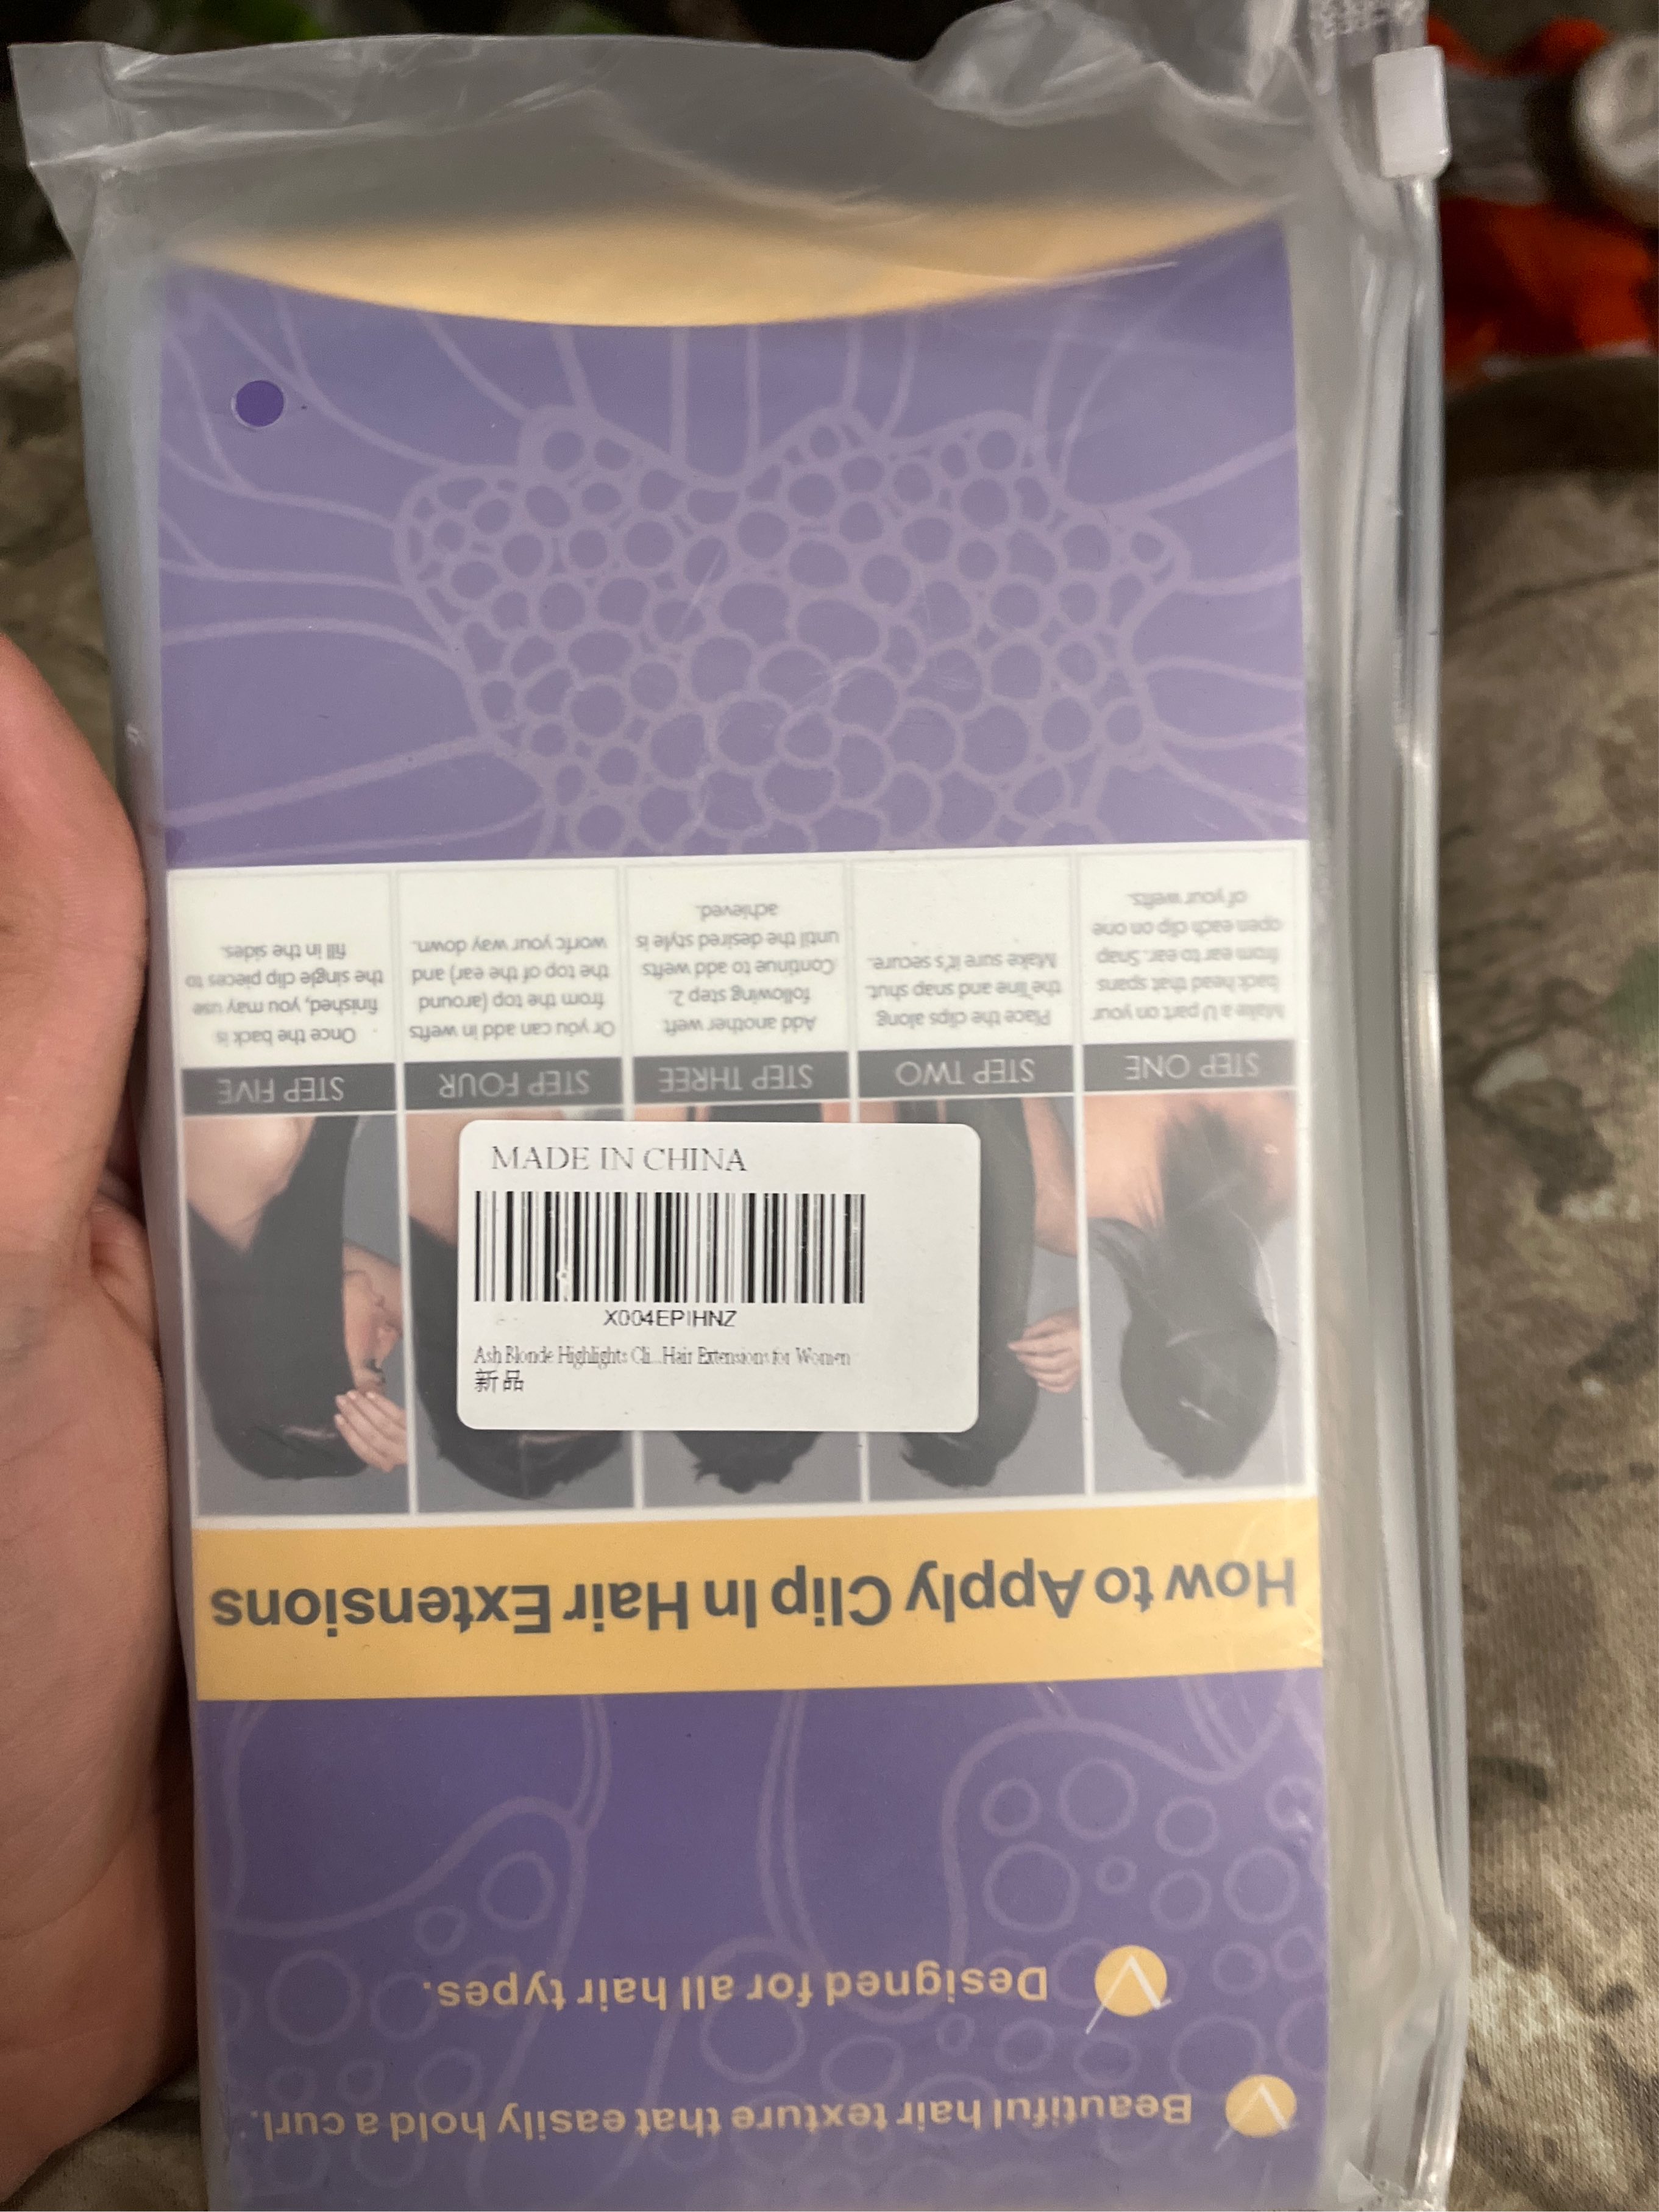 Beautiful hair texture that easily hold a curl.
Designed for all hair types.
How to Apply Clip In Hair Extensions
STEP ONE
Make a U part on your
back head that spans
from ear to ear. Snap
open each clip on one
of your wefts.
STEP TWO
Place the clips along
the line and snap shut.
Make sure it's secure.
STEP THREE
Add another weft
following step 2.
Continue to add wefts
until the desired style is
achieved.
STEP FOUR
Or you can add in wefts
from the top (around
the top of the ear) and
work your way down.
STEP FIVE
Once the back is
finished, you may use
the single clip pieces to
fill in the sides.
MADE IN CHINA
X004EPIHNZ
Ash Blonde Highlights Cli...Hair Extensions for Women
新品